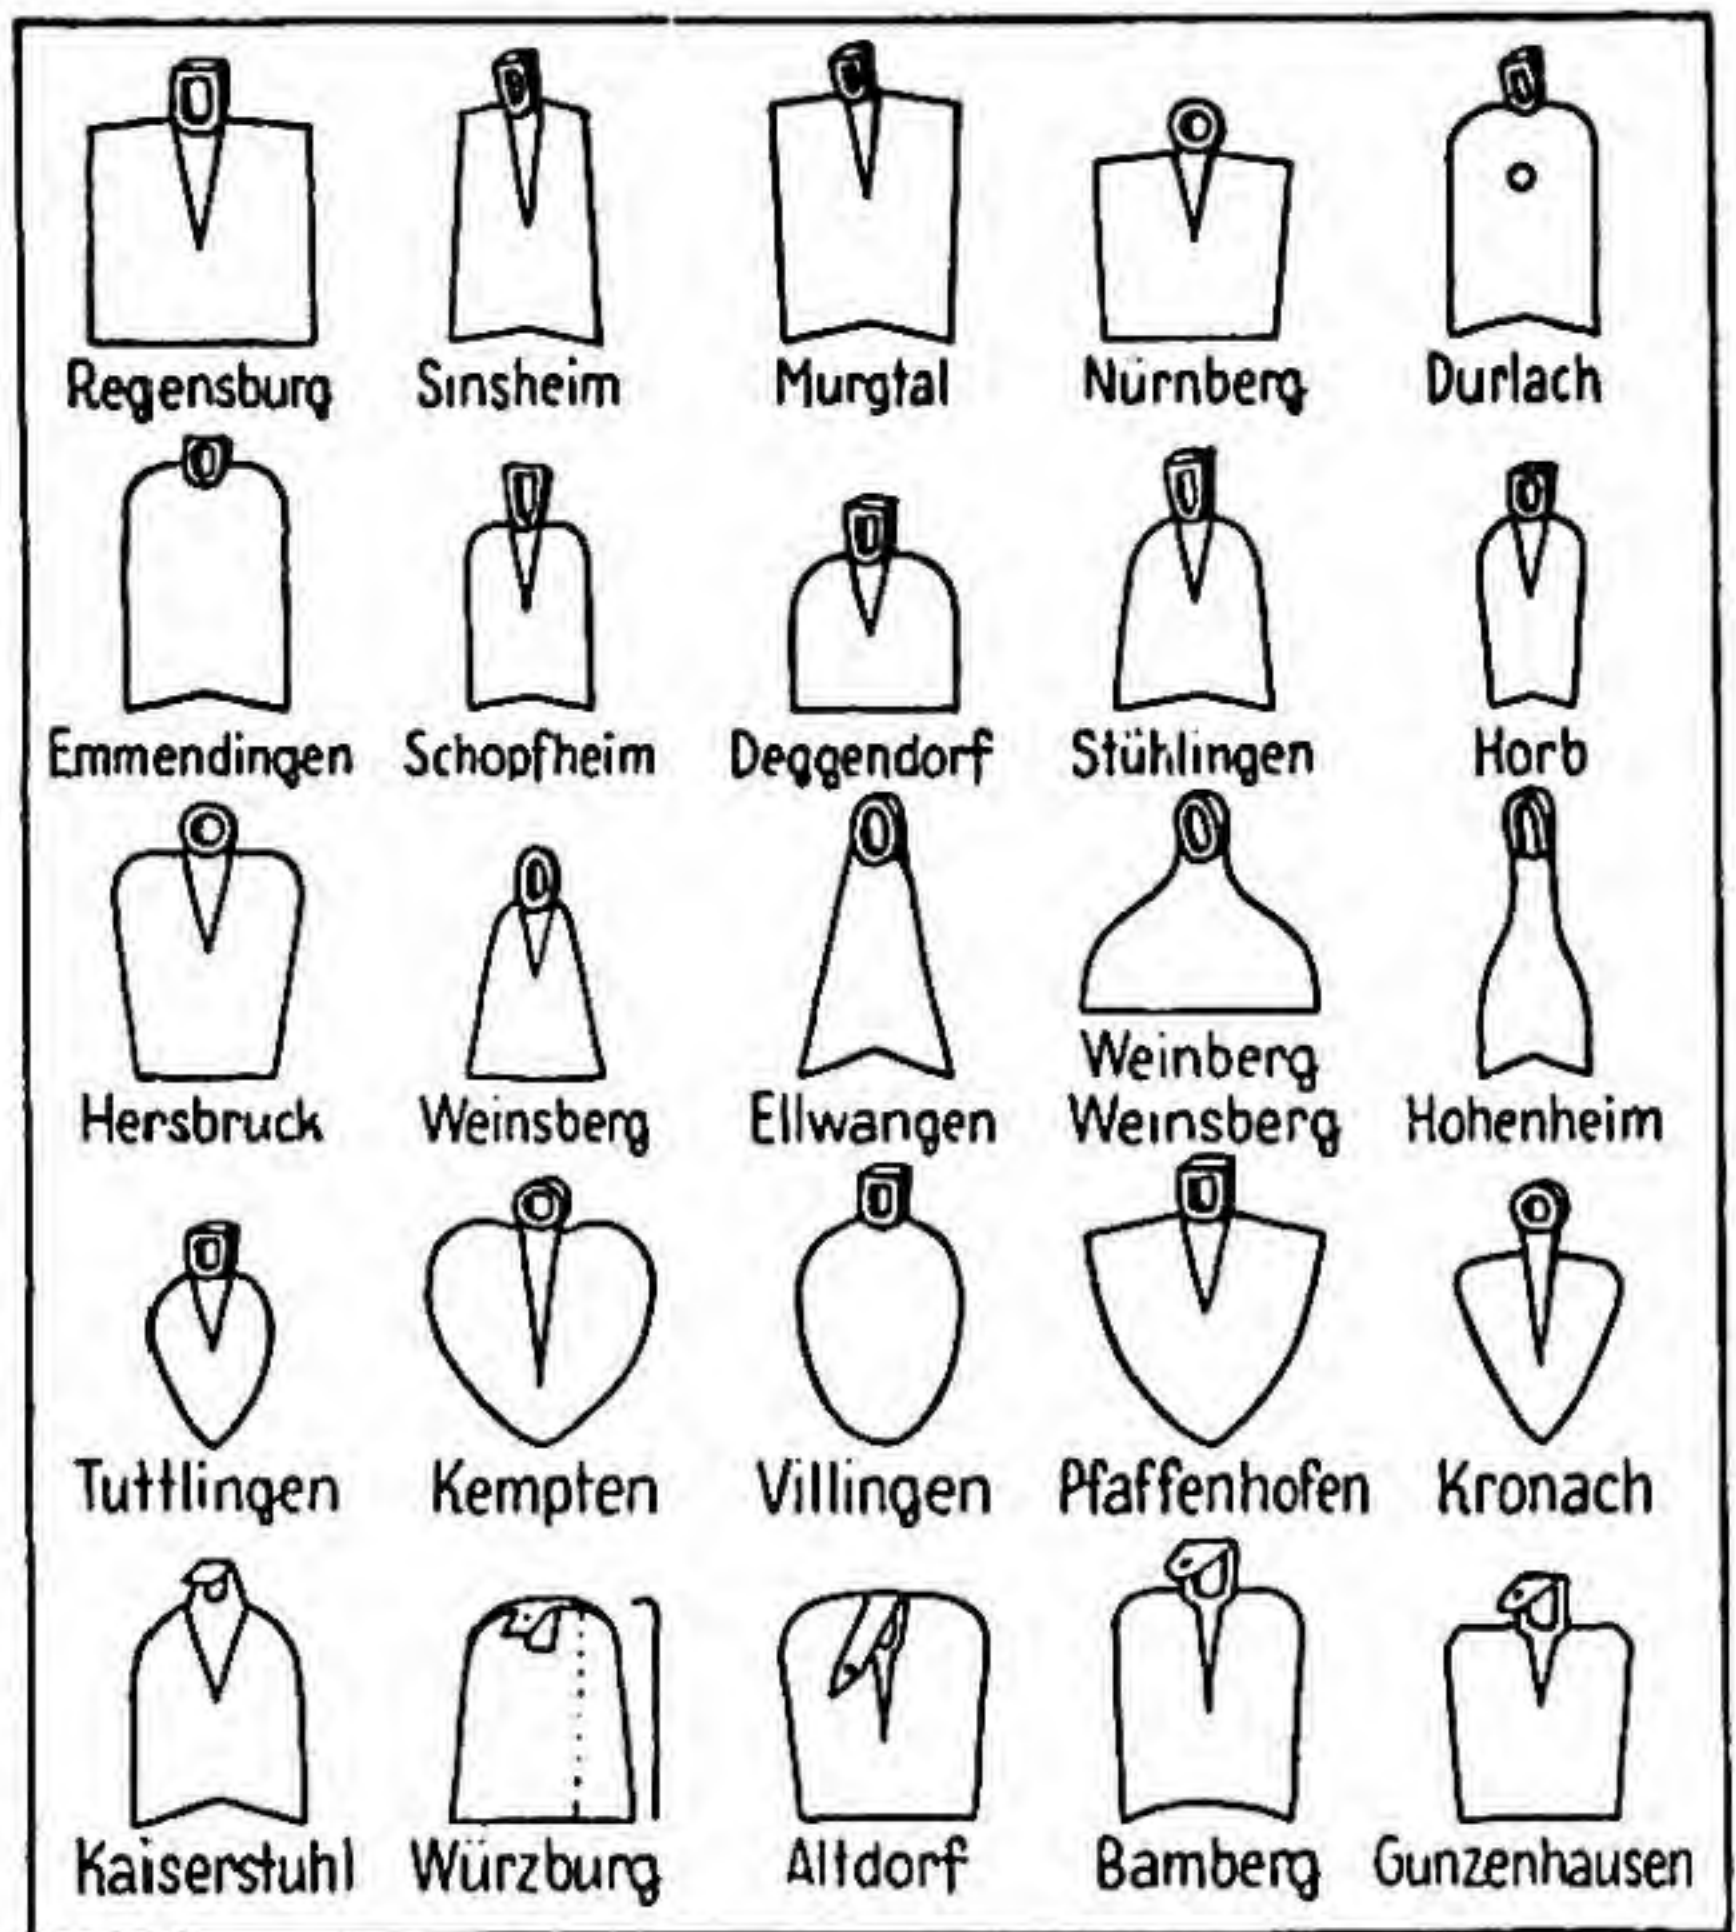 Regensburg Sinsheim Murgtal Nürnberg Durlach
Emmendingen Schopfheim Deggendorf Stühlingen Horb
Weinberg
Hersbruck Weinsberg Ellwangen Weinsberg Hohenheim
Tuttlingen Kempten Villingen Pfaffenhofen Kronach
Kaiserstuhl Würzburg Altdorf Bamberg Gunzenhausen